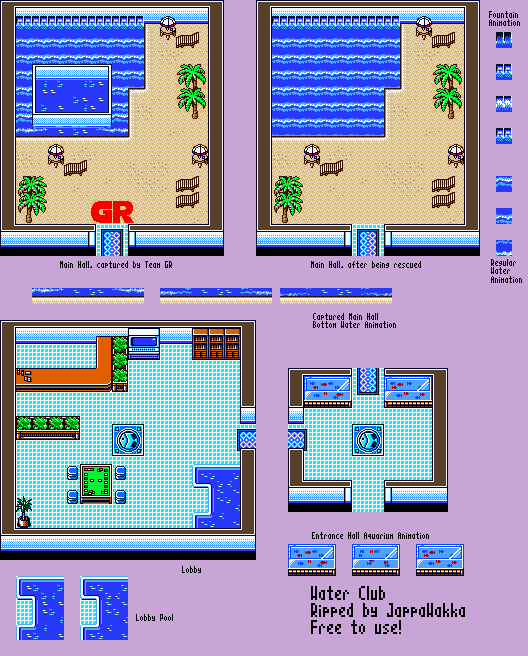 Fountain
Animation
GR
Main Hall, captured by Team GR
Main Hall, after being rescued
Regular
Water
Animation
Captured Main Hall
Bottom Water Animation
Entrance Hall Aquarium Animation
Lobby
Lobby Pool
Water Club
Ripped by JappaWakka
Free to use!